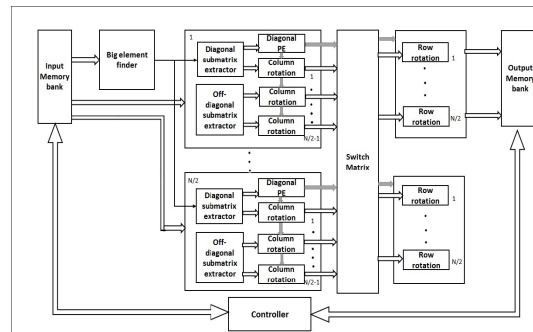 Input
Memory
bank
Big element
finder
1
Diagonal
submatrix
extractor
Off-
diagonal
submatrix
extractor
Diagonal
PE
Column
rotation
1
Column
rotation
Column
rotation
N/2-1
N/2
Diagonal
submatrix
extractor
Off-
diagonal
submatrix
extractor
Diagonal
PE
Column
rotation
1
Column
rotation
Column
rotation
N/2-1
Switch
Matrix
Row
rotation
1
Row
rotation
N/2
Row
rotation
1
Row
rotation
N/2
Output
Memory
bank
Controller